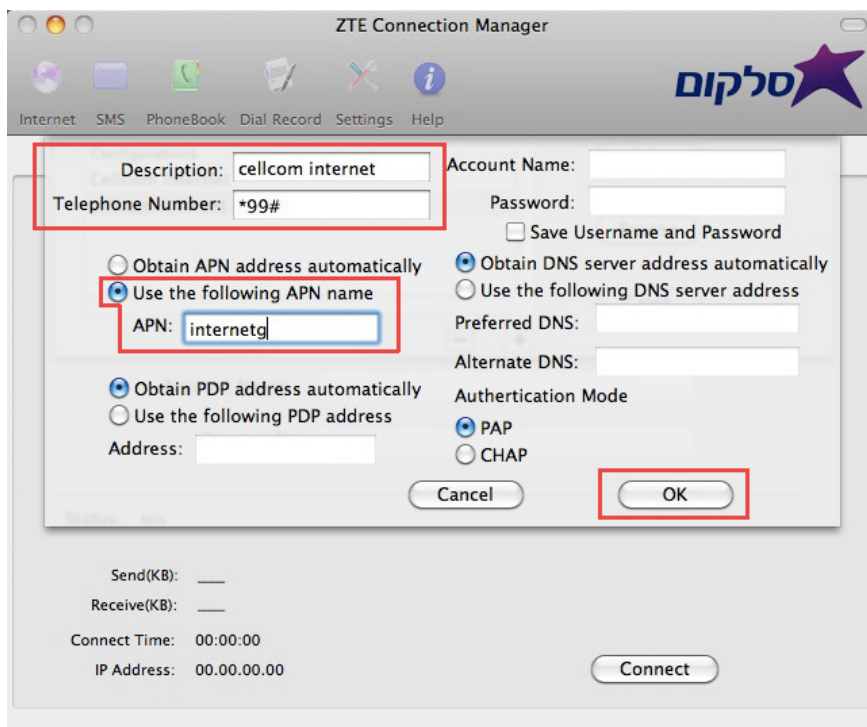 ZTE Connection Manager
סלקום
Internet SMS PhoneBook Dial Record Settings Help
Description: cellcom internet
Telephone Number: *99#
Account Name:
Password:
Save Username and Password
Obtain APN address automatically
Use the following APN name
APN: internetg
Obtain DNS server address automatically
Use the following DNS server address
Preferred DNS:
Alternate DNS:
Obtain PDP address automatically
Use the following PDP address
Address:
Authertication Mode
PAP
CHAP
Cancel
OK
Status: Idle
Send(KB): ___
Receive(KB): ___
Connect Time: 00:00:00
IP Address: 00.00.00.00
Connect